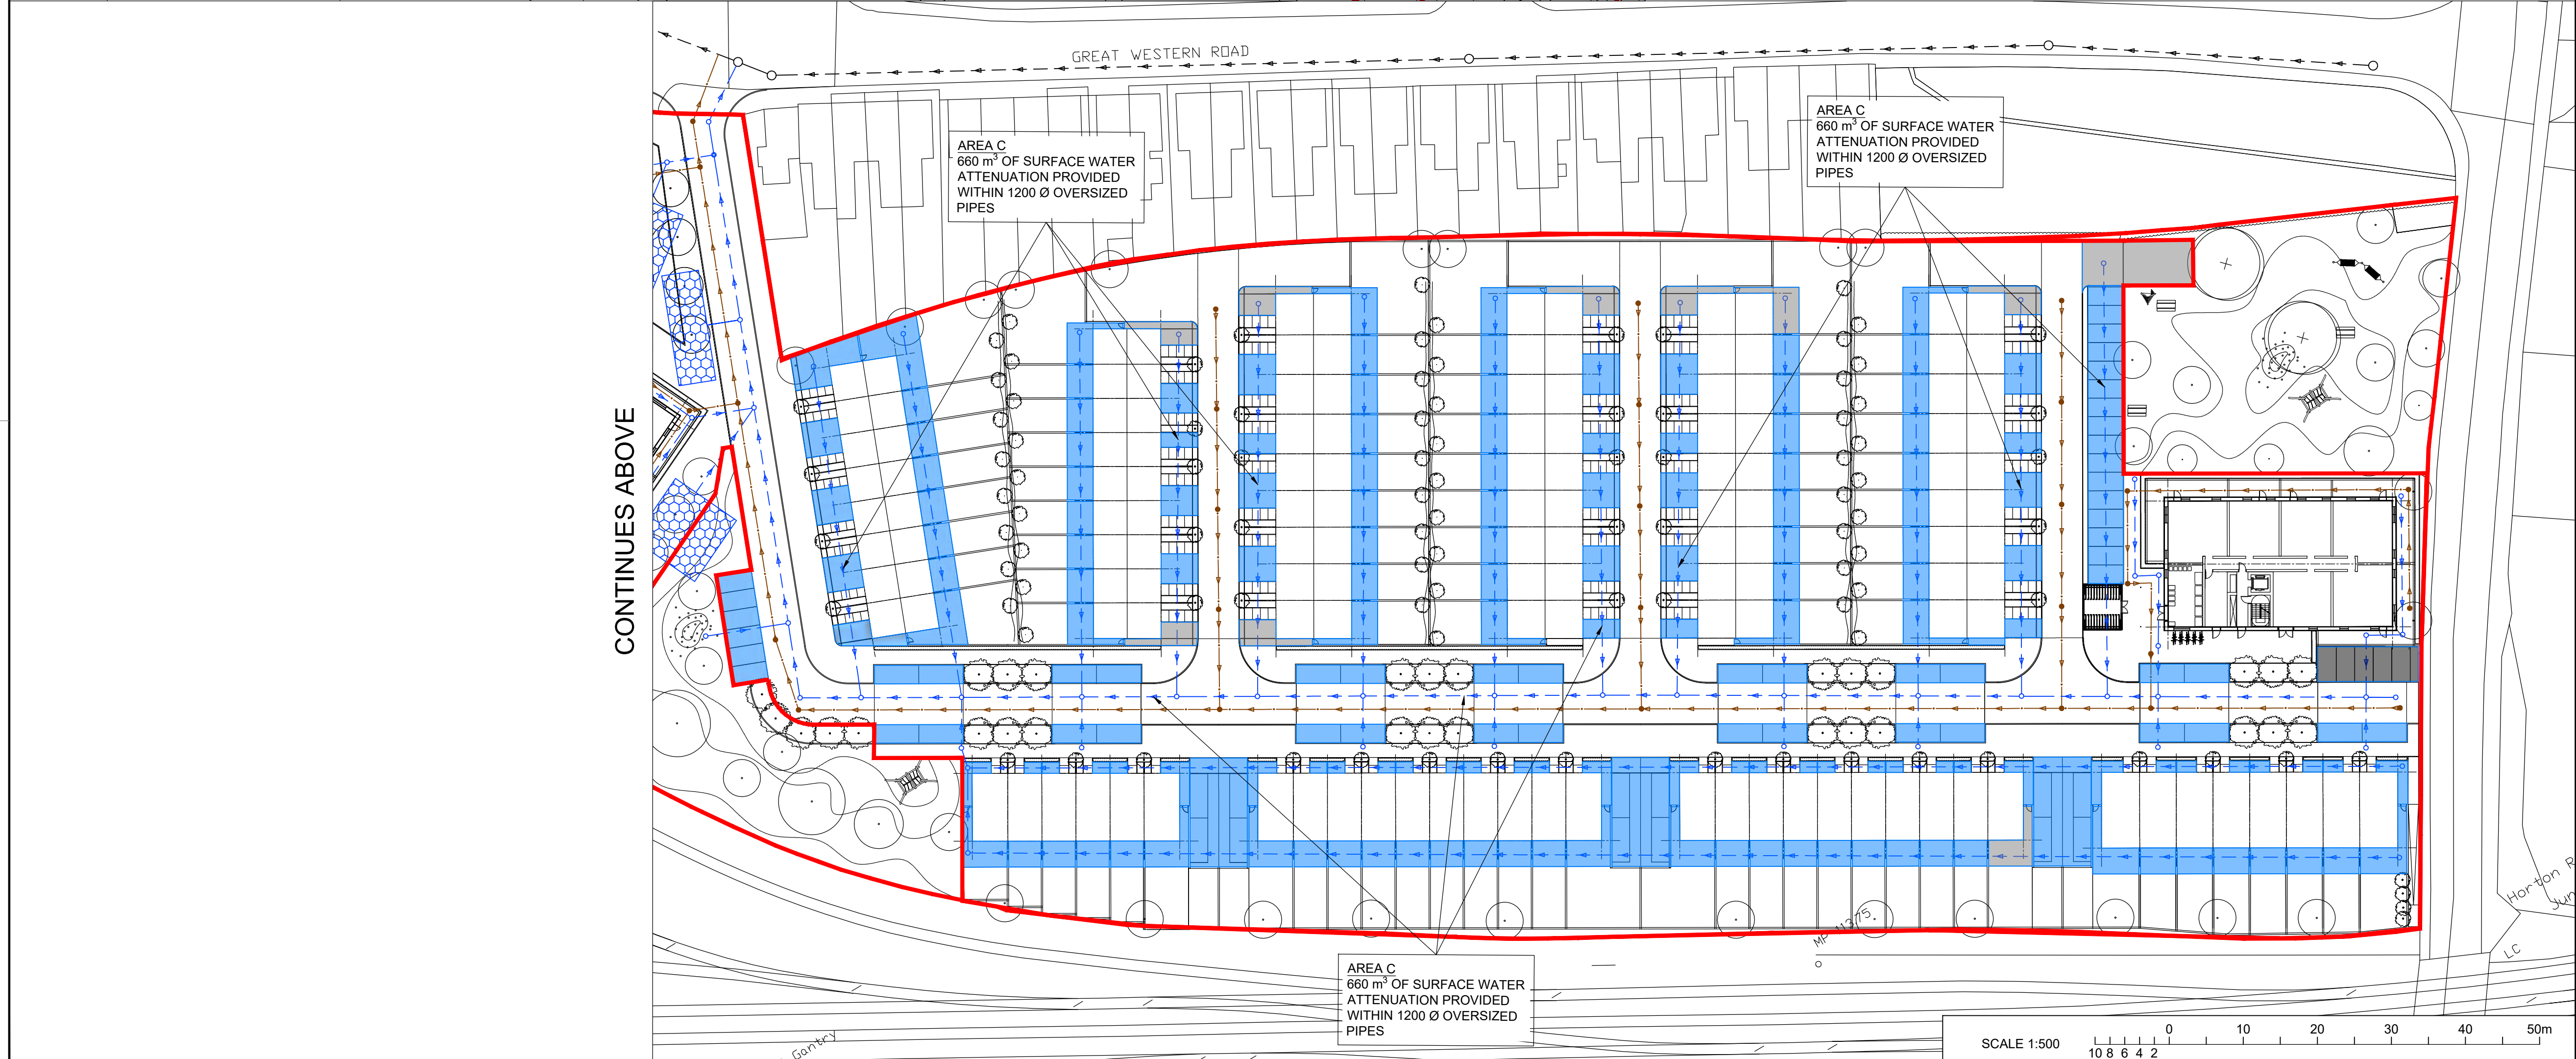 GREAT WESTERN ROAD
AREA C
660 m³ OF SURFACE WATER
ATTENUATION PROVIDED
WITHIN 1200 Ø OVERSIZED
PIPES
AREA C
660 m³ OF SURFACE WATER
ATTENUATION PROVIDED
WITHIN 1200 Ø OVERSIZED
PIPES
CONTINUES ABOVE
AREA C
660 m³ OF SURFACE WATER
ATTENUATION PROVIDED
WITHIN 1200 Ø OVERSIZED
PIPES
Horton
LC
Gantry
SCALE 1:500
0 10 20 30 40 50m
10 8 6 4 2